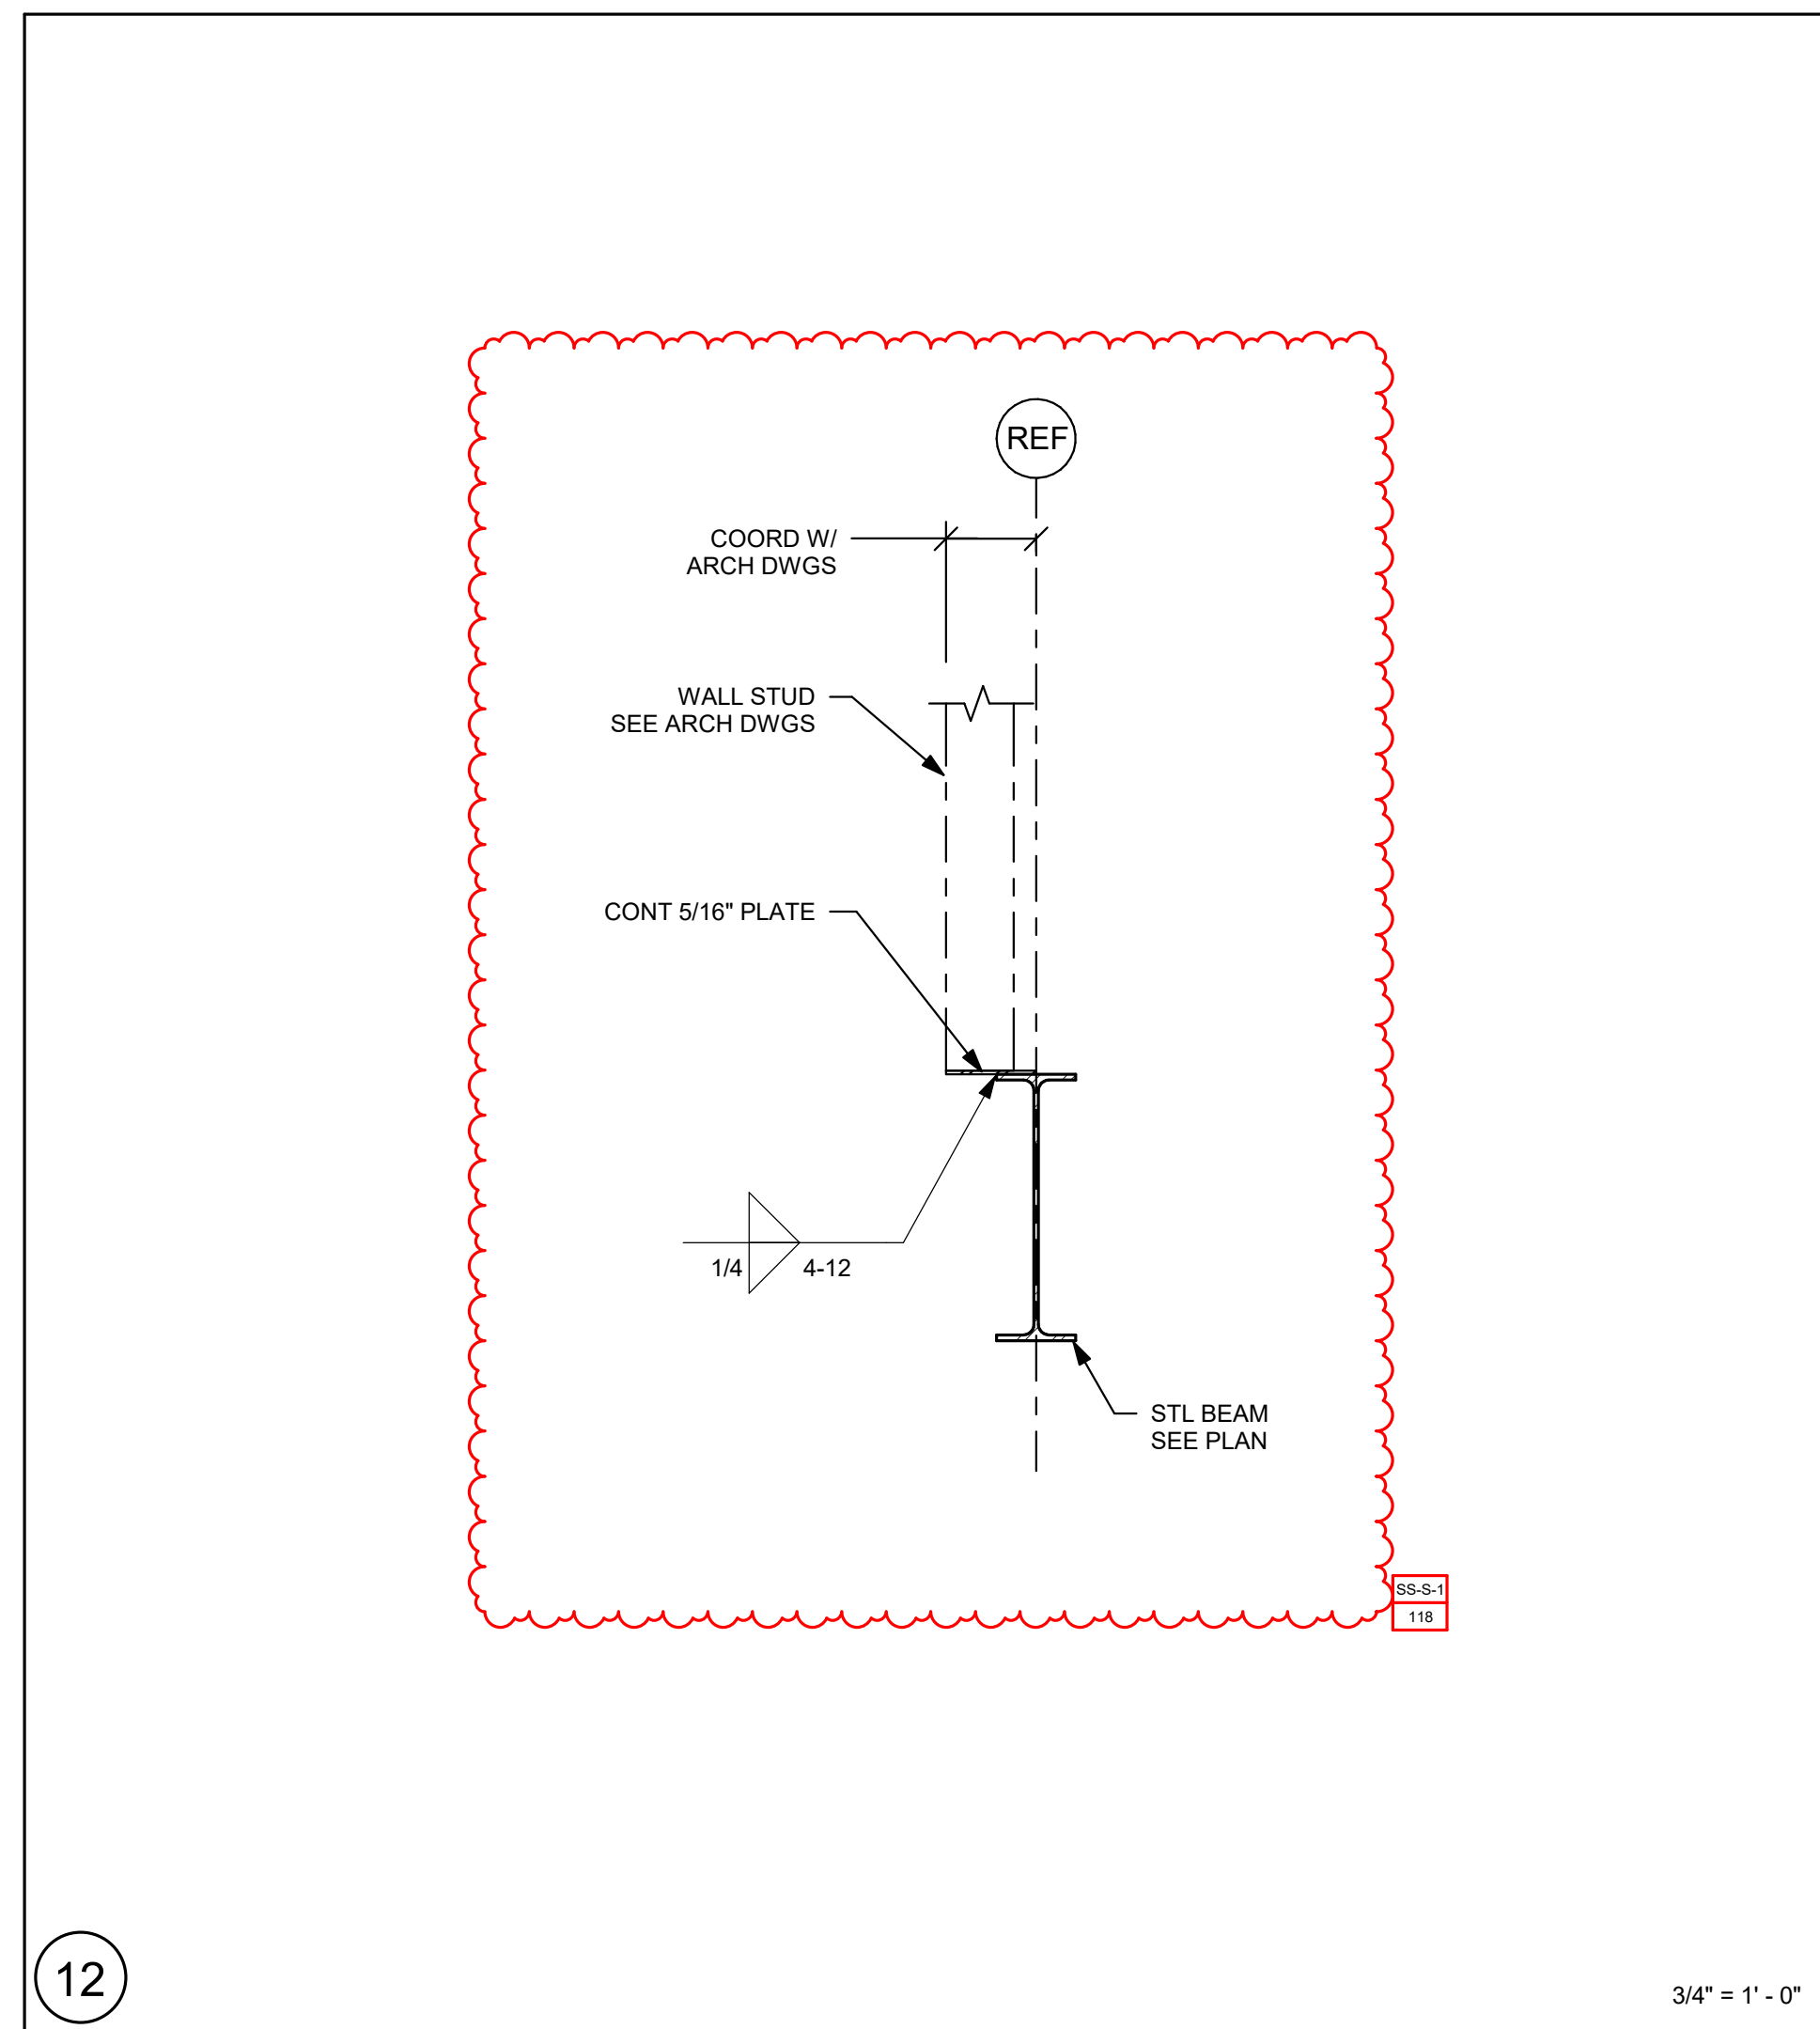 REF
COORD W/
ARCH DWGS
WALL STUD
SEE ARCH DWGS
CONT 5/16" PLATE
1/4
4-12
STL BEAM
SEE PLAN
SS-S-1
118
12
3/4" = 1' - 0"